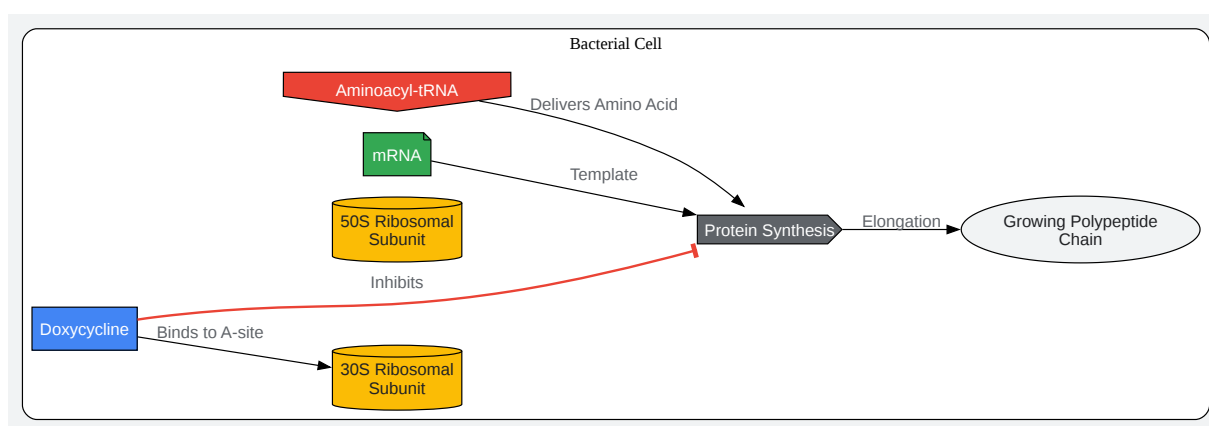 Bacterial Cell
Aminoacyl-tRNA
Delivers Amino Acid
mRNA
Template
50S Ribosomal
Subunit
Protein Synthesis
Elongation
Growing Polypeptide
Chain
Inhibits
Doxycycline
Binds to A-site
30S Ribosomal
Subunit